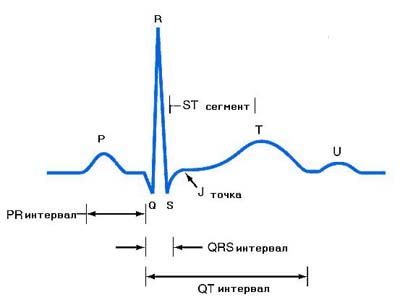 R
ST сегмент
P
T
U
Q
S
J точка
PR интервал
QRS интервал
QT интервал